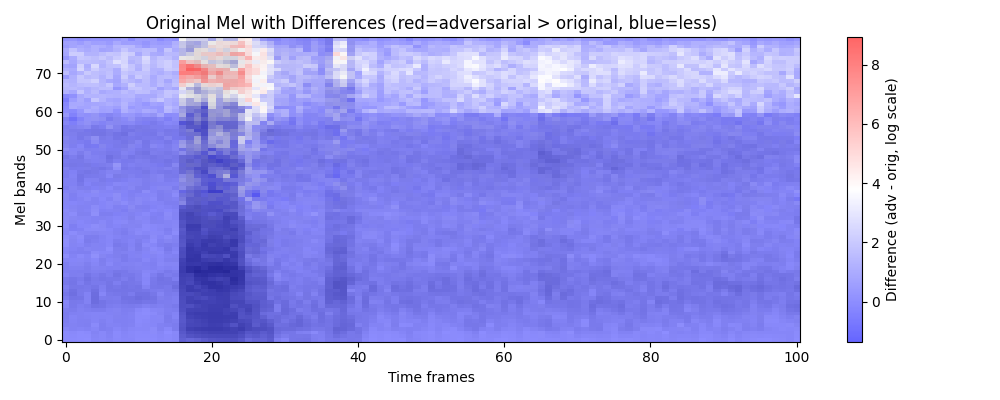 Original Mel with Differences (red=adversarial > original, blue=less)
70
60
50
40
30
20
10
0
Mel bands
0 20 40 60 80 100
Time frames
8
6
4
2
0
Difference (adv - orig, log scale)